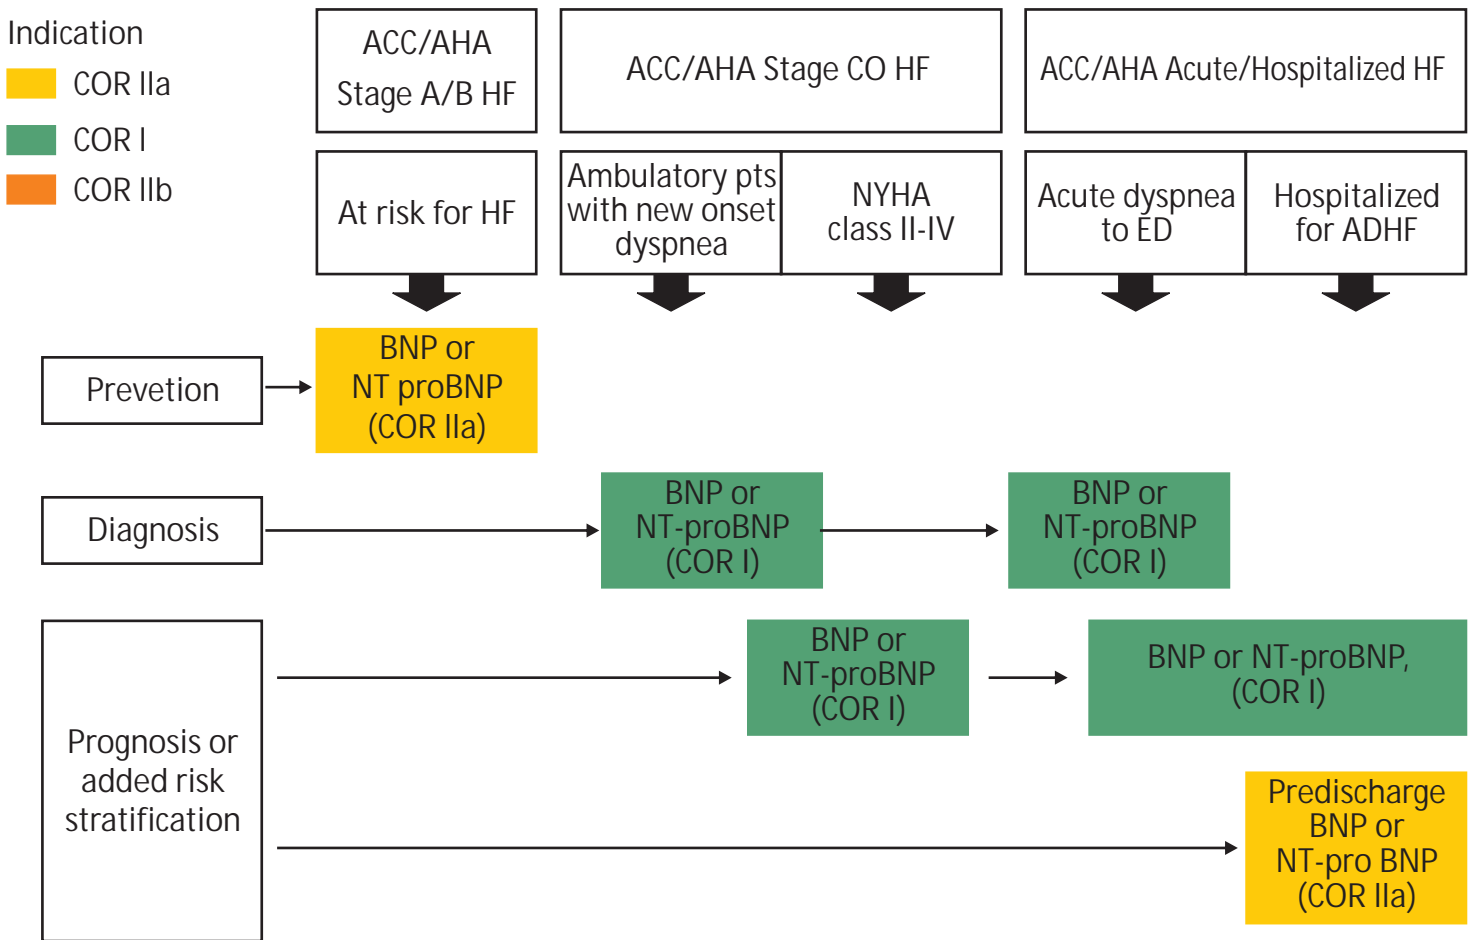 Indication
COR IIa
COR I
COR IIb
ACC/AHA
Stage A/B HF
ACC/AHA Stage CO HF
ACC/AHA Acute/Hospitalized HF
At risk for HF
Ambulatory pts
with new onset
dyspnea
NYHA
class II-IV
Acute dyspnea
to ED
Hospitalized
for ADHF
Prevetion
BNP or
NT proBNP
(COR IIa)
Diagnosis
BNP or
NT-proBNP
(COR I)
BNP or
NT-proBNP
(COR I)
Prognosis or
added risk
stratification
BNP or
NT-proBNP
(COR I)
BNP or NT-proBNP,
(COR I)
Predischarge
BNP or
NT-pro BNP
(COR IIa)